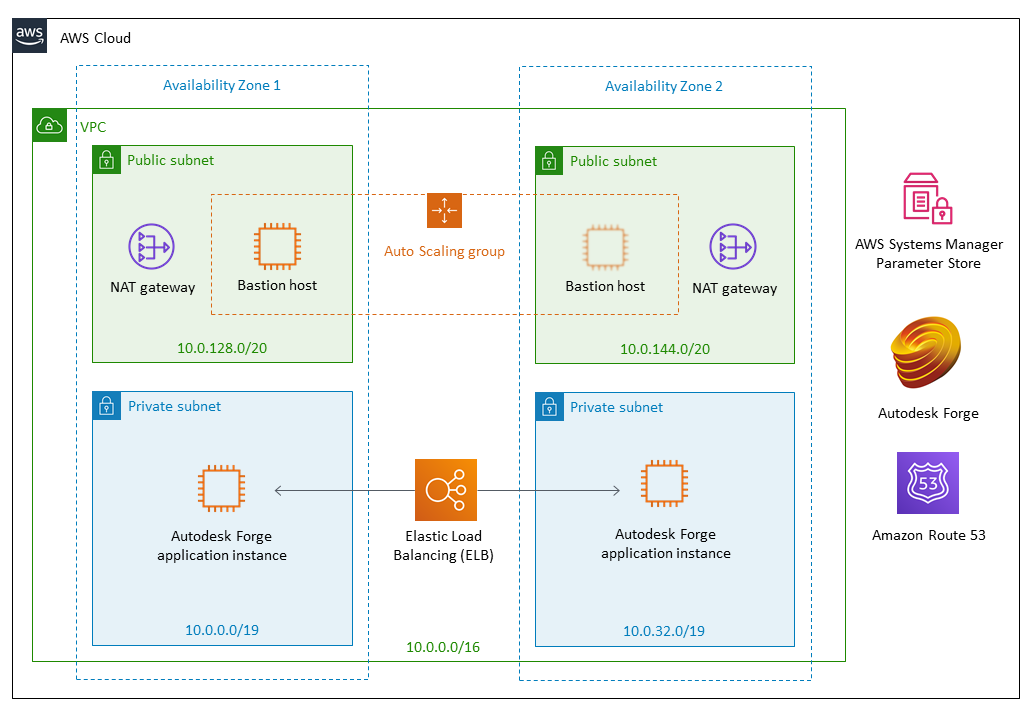 aws
AWS Cloud
Availability Zone 1
Availability Zone 2
VPC
Public subnet
Public subnet
Auto Scaling group
NAT gateway
Bastion host
Bastion host
NAT gateway
10.0.128.0/20
10.0.144.0/20
Private subnet
Private subnet
Autodesk Forge
application instance
Elastic Load
Balancing (ELB)
Autodesk Forge
application instance
10.0.0.0/19
10.0.32.0/19
10.0.0.0/16
AWS Systems Manager
Parameter Store
Autodesk Forge
53
Amazon Route 53